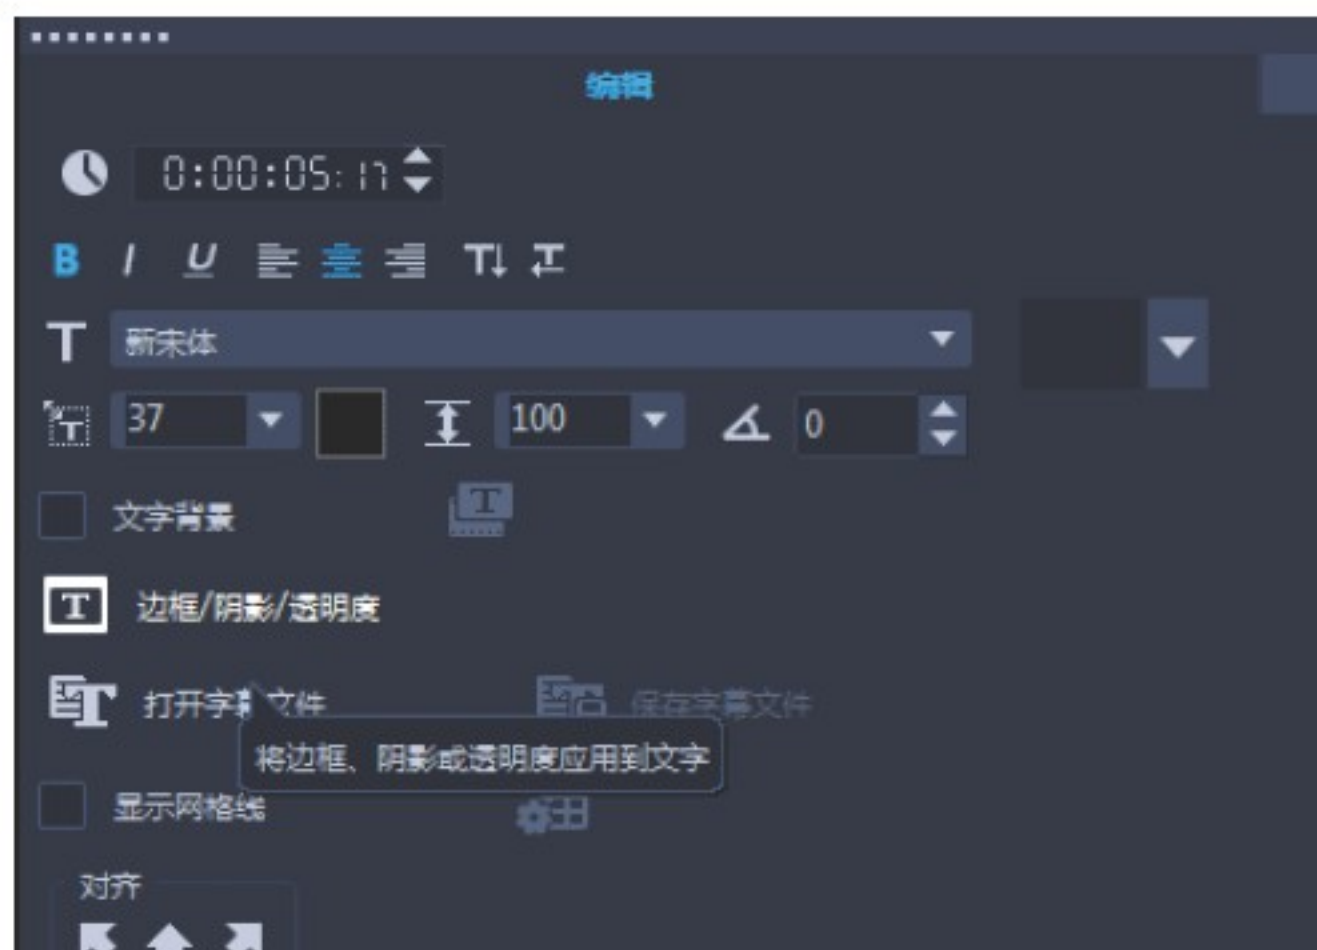 编辑
0:00:05:17
B I U
T 新宋体
37 100 0
文字背景
T 边框/阴影/透明度
打开字幕文件 保存字幕文件
将边框、阴影或透明度应用到文字
显示网格线
对齐